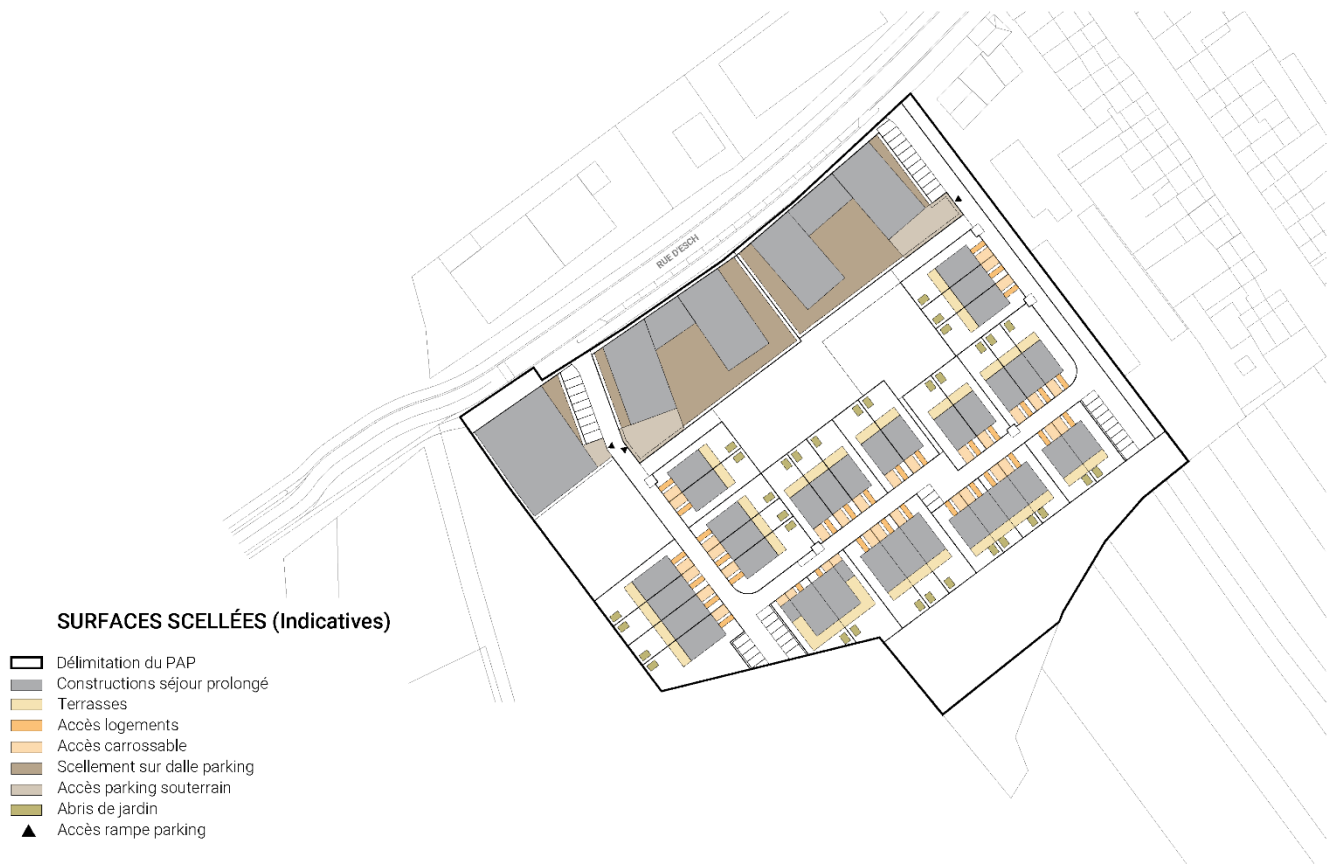 RUE D'ESCH
SURFACES SCELLÉES (Indicatives)
Délimitation du PAP
Constructions séjour prolongé
Terrasses
Accès logements
Accès carrossable
Scellement sur dalle parking
Accès parking souterrain
Abris de jardin
Accès rampe parking